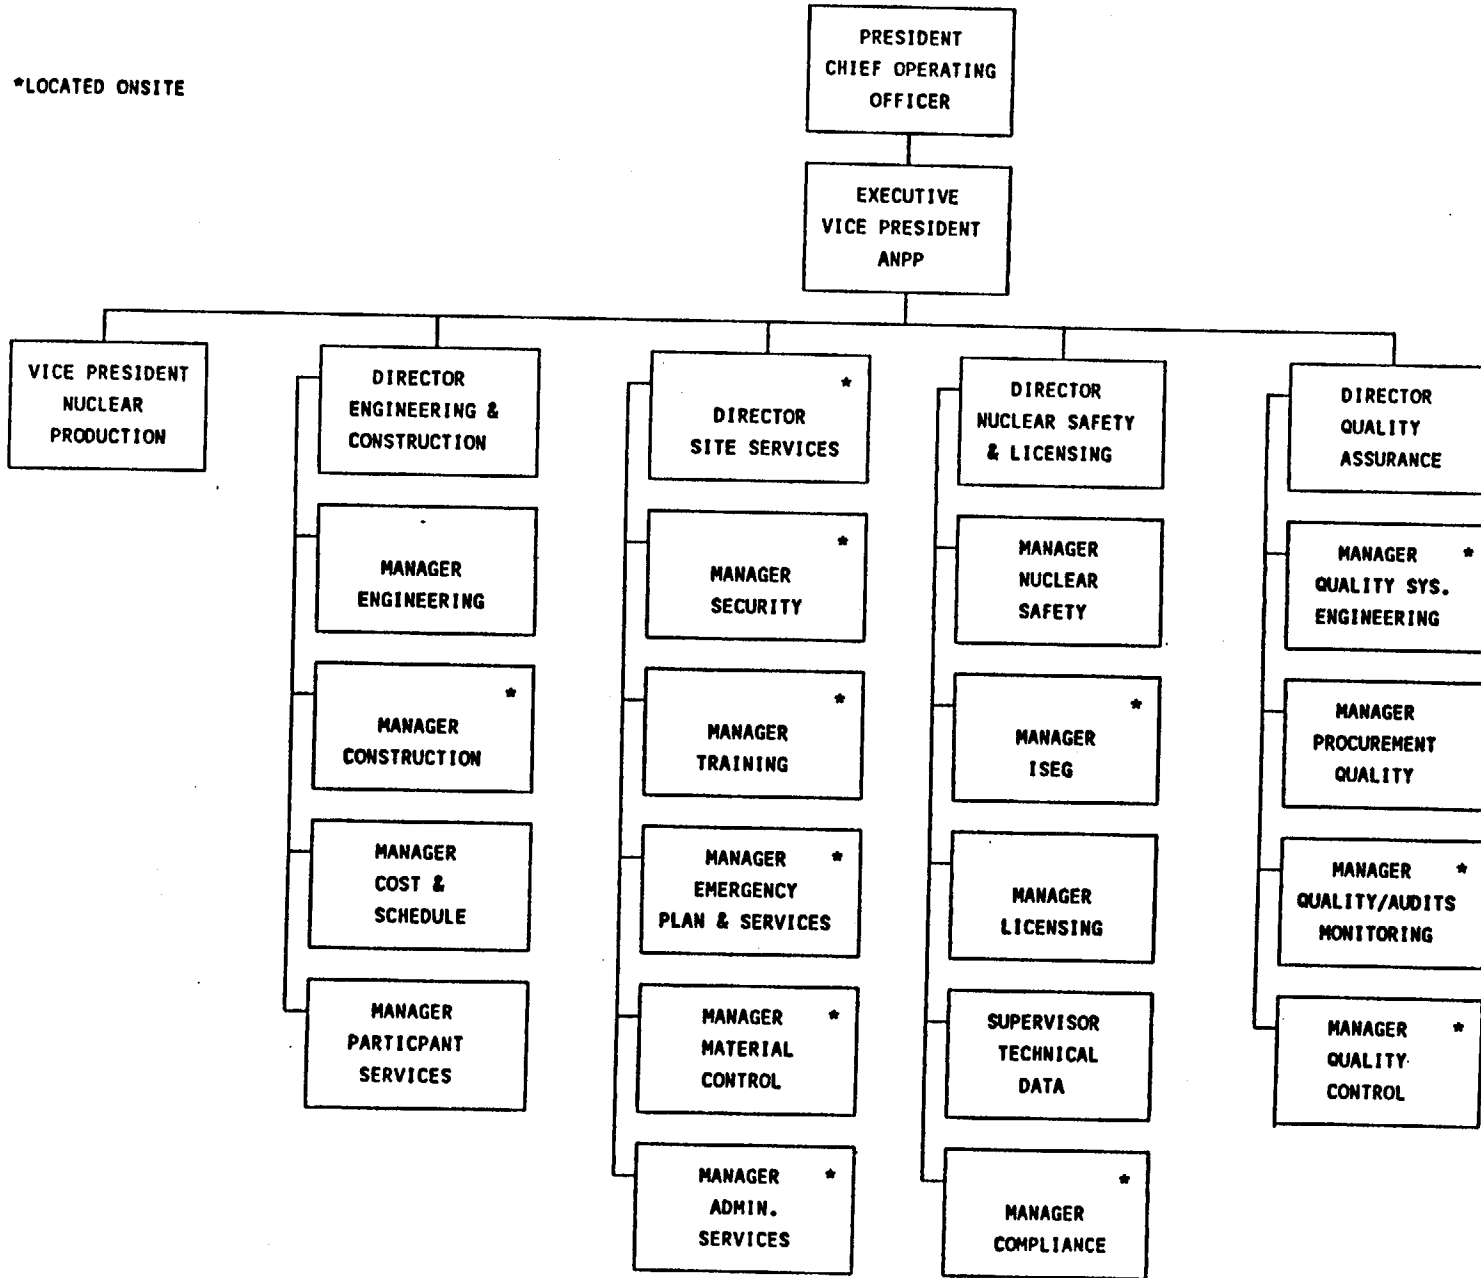 *LOCATED ONSITE
PRESIDENT
CHIEF OPERATING
OFFICER
EXECUTIVE
VICE PRESIDENT
ANPP
VICE PRESIDENT
NUCLEAR
PRODUCTION
DIRECTOR
ENGINEERING &
CONSTRUCTION
MANAGER
ENGINEERING
*
MANAGER
CONSTRUCTION
MANAGER
COST &
SCHEDULE
MANAGER
PARTICPANT
SERVICES
*
DIRECTOR
SITE SERVICES
*
MANAGER
SECURITY
*
MANAGER
TRAINING
MANAGER *
EMERGENCY
PLAN & SERVICES
MANAGER *
MATERIAL
CONTROL
MANAGER *
ADMIN.
SERVICES
DIRECTOR
NUCLEAR SAFETY
& LICENSING
MANAGER
NUCLEAR
SAFETY
*
MANAGER
ISEG
MANAGER
LICENSING
SUPERVISOR
TECHNICAL
DATA
*
MANAGER
COMPLIANCE
DIRECTOR
QUALITY
ASSURANCE
MANAGER *
QUALITY SYS.
ENGINEERING
MANAGER
PROCUREMENT
QUALITY
MANAGER *
QUALITY/AUDITS
MONITORING
MANAGER *
QUALITY
CONTROL